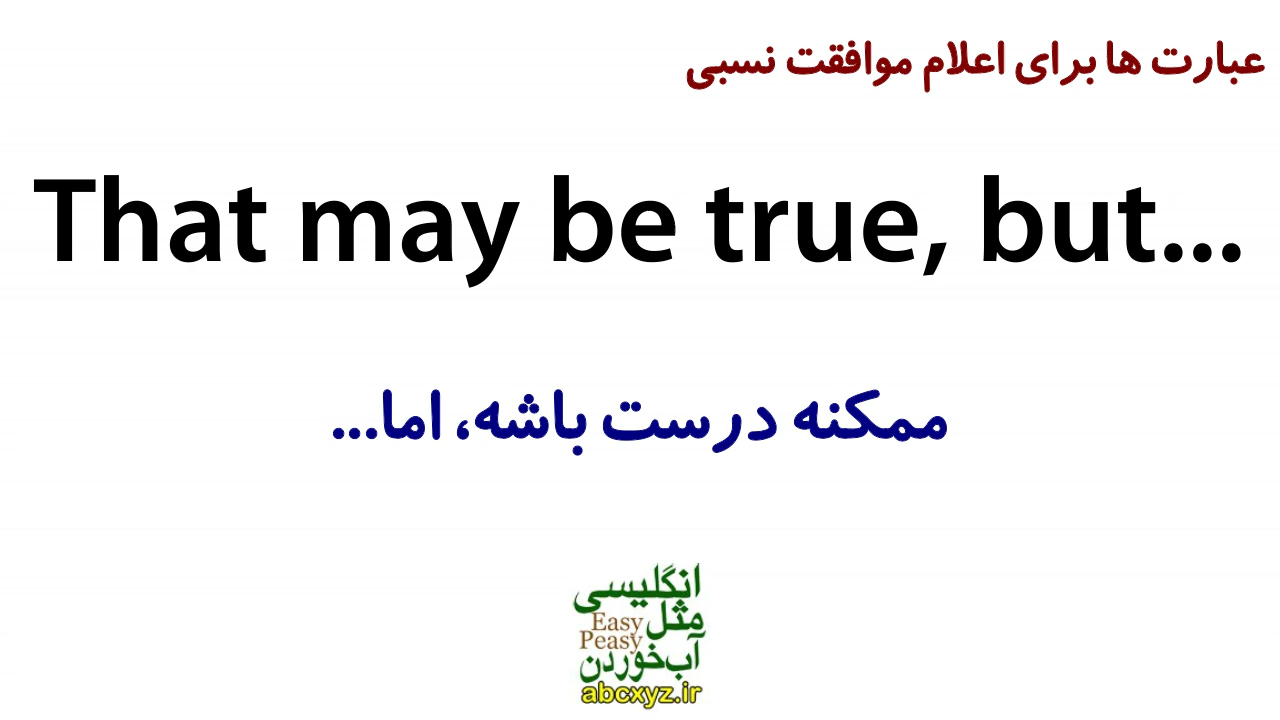 عبارت ها برای اعلام موافقت نسبی
That may be true, but...
ممکنه درست باشه، اما...
انگلیسی
مثل
Easy
Peasy
آب‌خوردن
abcxyz.ir